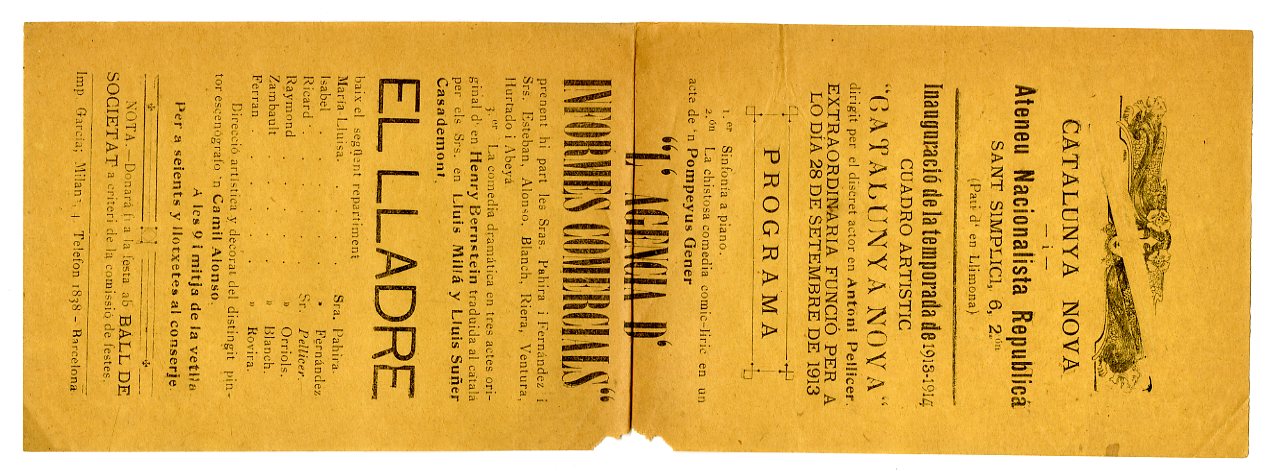 CATALUNYA NOVA
— i —
Ateneu Nacionalista Republicá
SANT SIMPLICI, 6, 2.ón
(Pati d' en Llimona)
Inauguració de la temporada de 1913-1914
CUADRO ARTISTIC
"CATALUNYA NOVA"
dirigit per el discret actor en Antoni Pellicer.
EXTRAORDINARIA FUNCIÓ PER A
LO DÍA 28 DE SETEMBRE DE 1913
PROGRAMA
1.er Sinfonía a piano.
2.ón La chistosa comedia comic-liric en un
acte de 'n Pompeyus Gener
"L' AGENCIA D'
INFORMES COMERCIALS"
prenent hi part les Sras. Pahira i Fernández i
Srs. Esteban, Alonso, Blanch, Riera, Ventura,
Hurtado i Abeyá.
3.er La comedia dramática en tres actes ori-
ginal d' en Henry Bernstein traduida al catalá
per els Srs. en Lluis Millá y Lluis Suñer
Casademont.
EL LLADRE
baix el següent repartiment
María-Lluisa. . . . . . Sra. Pahira.
Isabel . . . . . . » Fernández
Ricard . . . . . . Sr. Pellicer.
Raymond . . . . . » Orriols.
Zambault . . . . . » Blanch.
Ferran . . . . . . » Rovira.
Direcció artística y decorat del distingit pin-
tor escenógrafo 'n Camil Alonso.
A les 9 i mitja de la vetlla
Per a seients y llotxetes al conserje.
NOTA.—Donará fi a la festa ab BALL DE
SOCIETAT a criteri de la comissió de festes.
Imp. García; Milans, 4. Telefon 1838 - Barcelona